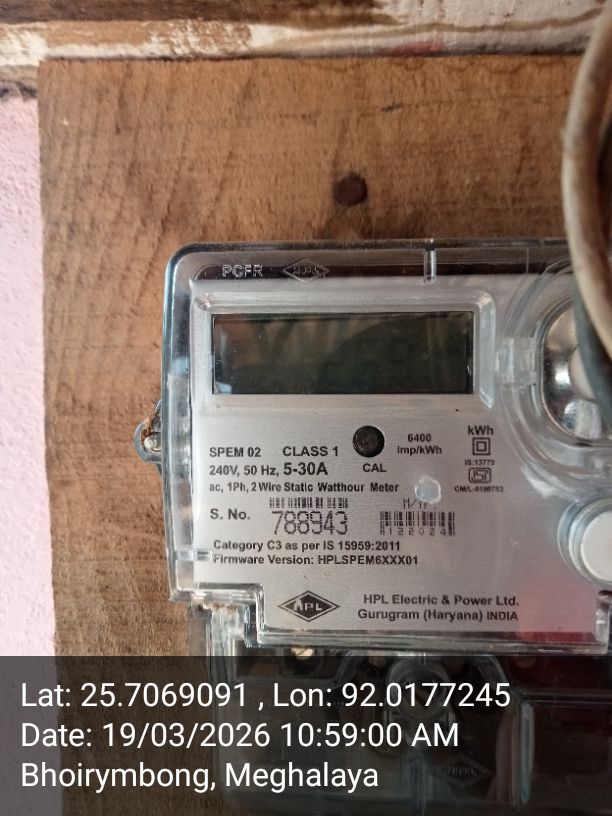 PCFR HPL
SPEM 02 CLASS 1
6400
imp/kWh
kWh
240V, 50 Hz, 5-30A
CAL
IS:13779
ac, 1Ph, 2 Wire Static Watthour Meter
S. No. 788943
M/Yr
122024
Category C3 as per IS 15959:2011
Firmware Version: HPLSPEM6XXX01
HPL
HPL Electric & Power Ltd.
Gurugram (Haryana) INDIA
Lat: 25.7069091 , Lon: 92.0177245
Date: 19/03/2026 10:59:00 AM
Bhoirymbong, Meghalaya